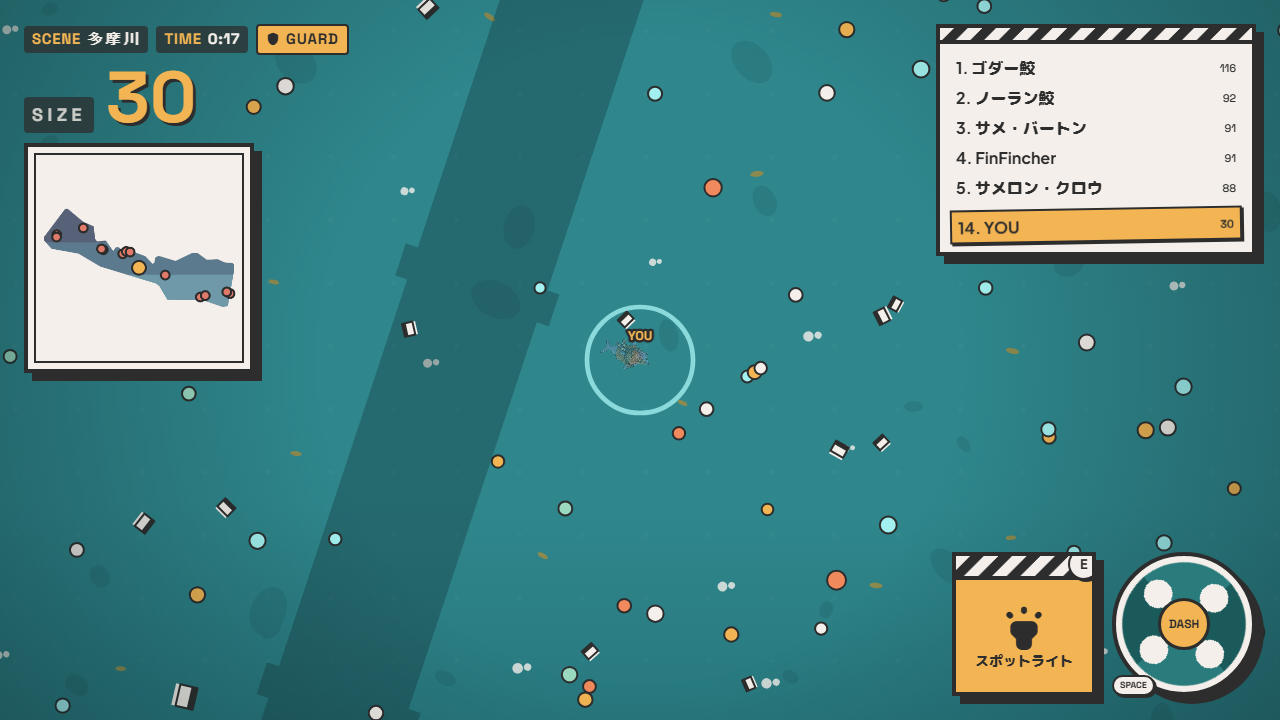 SCENE 多摩川 TIME 0:17 GUARD
SIZE 30
1. ゴダー鮫 116
2. ノーラン鮫 92
3. サメ・バートン 91
4. FinFincher 91
5. サメロン・クロウ 88
14. YOU 30
YOU
E
スポットライト
DASH
SPACE